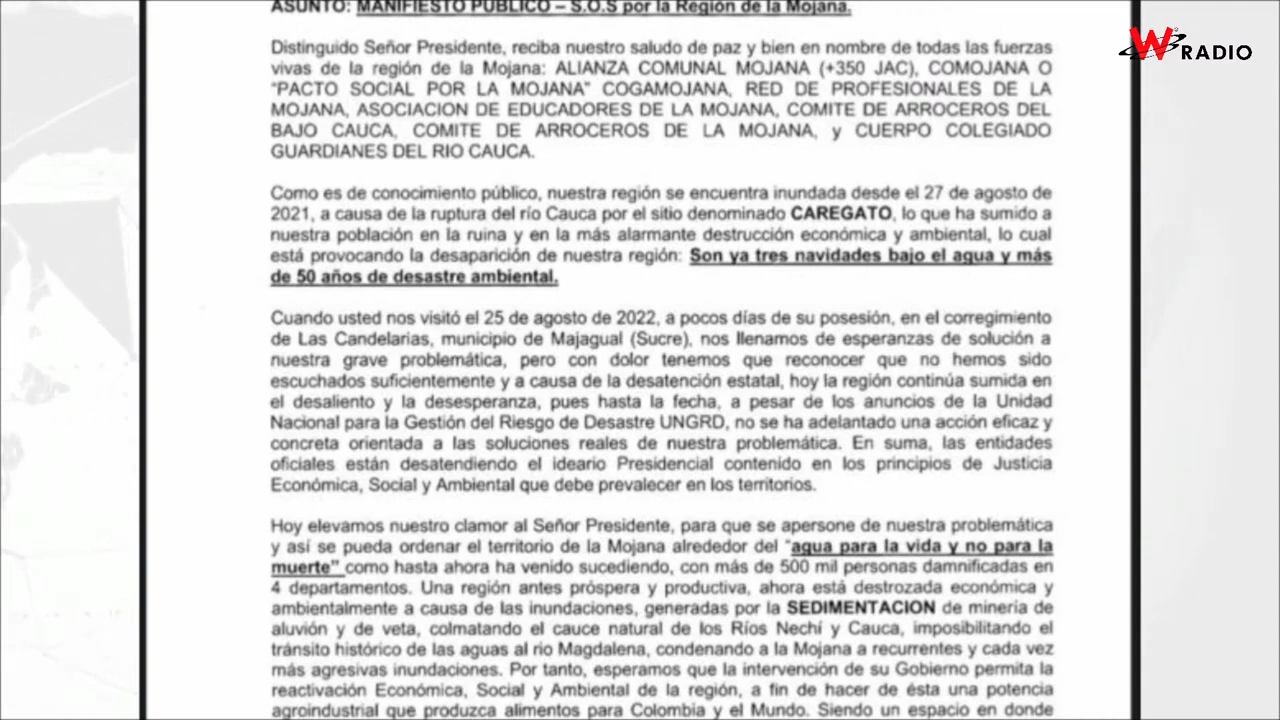 ASUNTO: MANIFIESTO PUBLICO – S.O.S por la Región de la Mojana.
W RADIO
Distinguido Señor Presidente, reciba nuestro saludo de paz y bien en nombre de todas las fuerzas
vivas de la región de la Mojana: ALIANZA COMUNAL MOJANA (+350 JAC), COMOJANA O
"PACTO SOCIAL POR LA MOJANA" COGAMOJANA, RED DE PROFESIONALES DE LA
MOJANA, ASOCIACION DE EDUCADORES DE LA MOJANA, COMITE DE ARROCEROS DEL
BAJO CAUCA, COMITE DE ARROCEROS DE LA MOJANA, y CUERPO COLEGIADO
GUARDIANES DEL RIO CAUCA.
Como es de conocimiento público, nuestra región se encuentra inundada desde el 27 de agosto de
2021, a causa de la ruptura del río Cauca por el sitio denominado CAREGATO, lo que ha sumido a
nuestra población en la ruina y en la más alarmante destrucción económica y ambiental, lo cual
está provocando la desaparición de nuestra región: Son ya tres navidades bajo el agua y más
de 50 años de desastre ambiental.
Cuando usted nos visitó el 25 de agosto de 2022, a pocos días de su posesión, en el corregimiento
de Las Candelarias, municipio de Majagual (Sucre), nos llenamos de esperanzas de solución a
nuestra grave problemática, pero con dolor tenemos que reconocer que no hemos sido
escuchados suficientemente y a causa de la desatención estatal, hoy la región continúa sumida en
el desaliento y la desesperanza, pues hasta la fecha, a pesar de los anuncios de la Unidad
Nacional para la Gestión del Riesgo de Desastre UNGRD, no se ha adelantado una acción eficaz y
concreta orientada a las soluciones reales de nuestra problemática. En suma, las entidades
oficiales están desatendiendo el ideario Presidencial contenido en los principios de Justicia
Económica, Social y Ambiental que debe prevalecer en los territorios.
Hoy elevamos nuestro clamor al Señor Presidente, para que se apersone de nuestra problemática
y así se pueda ordenar el territorio de la Mojana alrededor del "agua para la vida y no para la
muerte" como hasta ahora ha venido sucediendo, con más de 500 mil personas damnificadas en
4 departamentos. Una región antes próspera y productiva, ahora está destrozada económica y
ambientalmente a causa de las inundaciones, generadas por la SEDIMENTACION de minería de
aluvión y de veta, colmatando el cauce natural de los Ríos Nechí y Cauca, imposibilitando el
tránsito histórico de las aguas al rio Magdalena, condenando a la Mojana a recurrentes y cada vez
más agresivas inundaciones. Por tanto, esperamos que la intervención de su Gobierno permita la
reactivación Económica, Social y Ambiental de la región, a fin de hacer de ésta una potencia
agroindustrial que produzca alimentos para Colombia y el Mundo. Siendo un espacio en donde